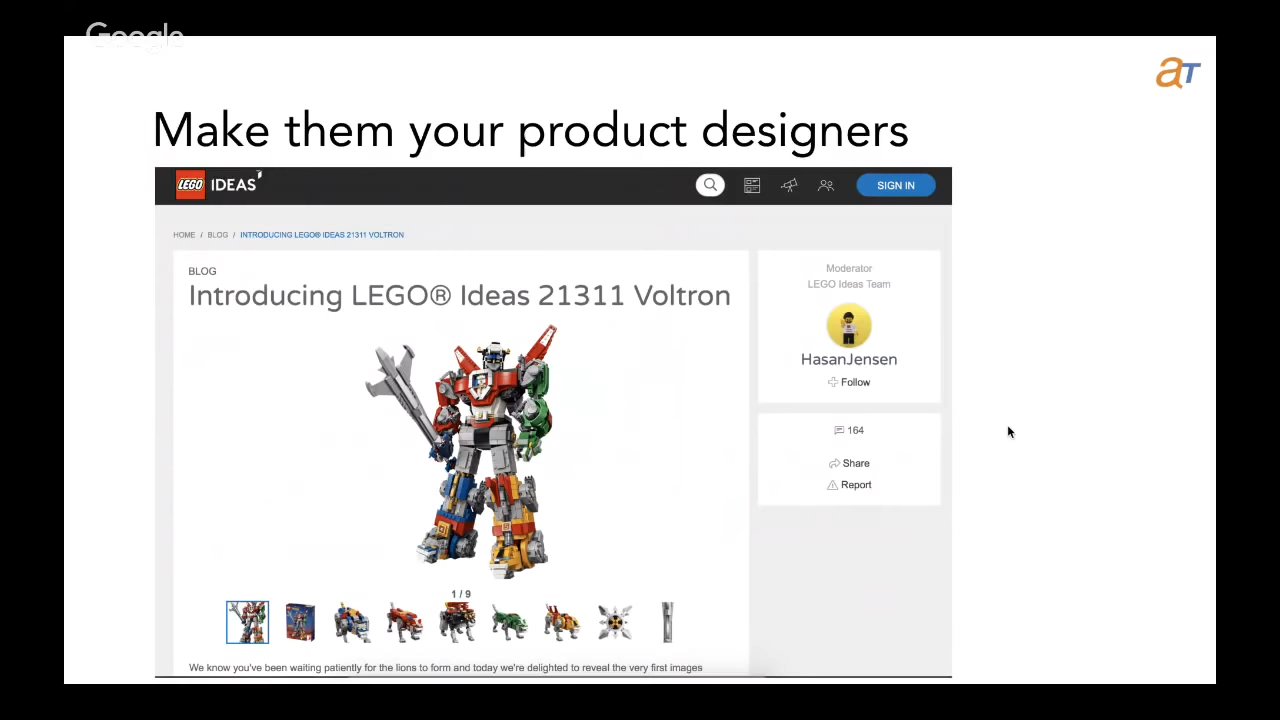 Google
aT
Make them your product designers
LEGO IDEAS
SIGN IN
HOME / BLOG / INTRODUCING LEGO® IDEAS 21311 VOLTRON
BLOG
Introducing LEGO® Ideas 21311 Voltron
1 / 9
We know you've been waiting patiently for the lions to form and today we're delighted to reveal the very first images
Moderator
LEGO Ideas Team
HasanJensen
Follow
164
Share
Report